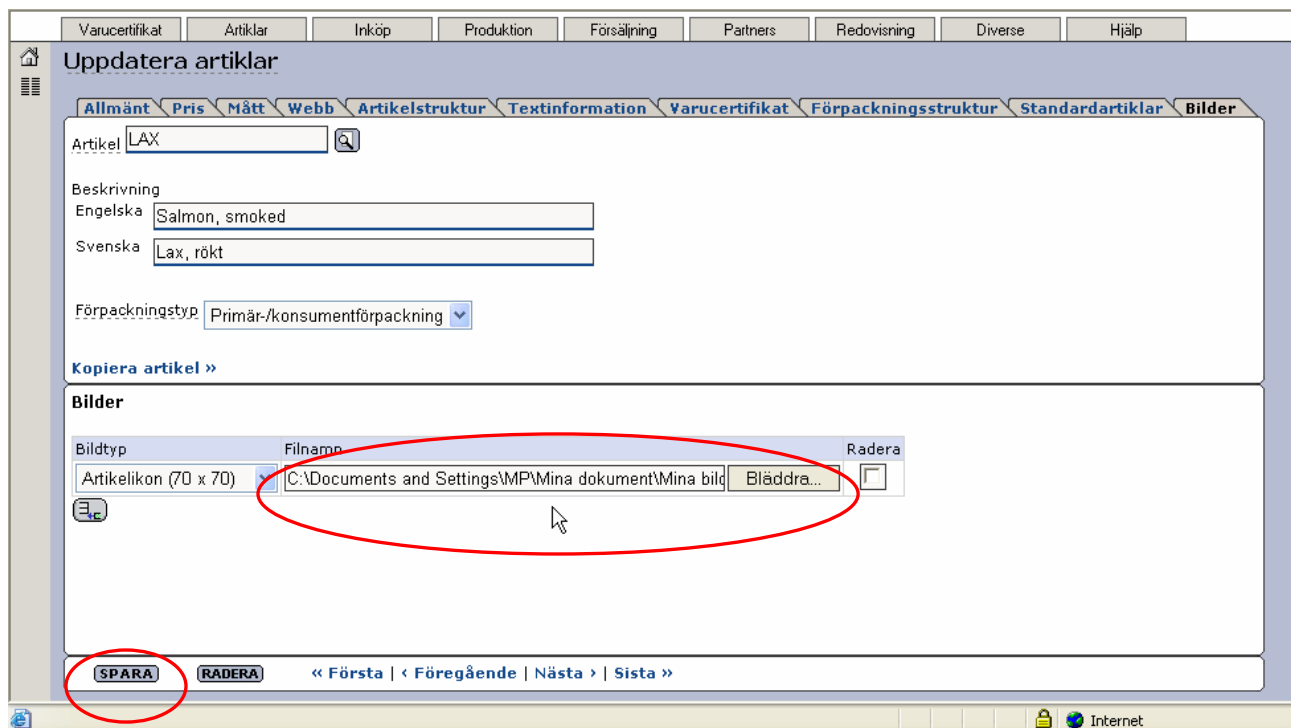 Varucertifikat Artiklar Inköp Produktion Försäljning Partners Redovisning Diverse Hjälp
Uppdatera artiklar
Allmänt Pris Mått Webb Artikelstruktur Textinformation Varucertifikat Förpackningsstruktur Standardartiklar Bilder
Artikel LAX
Beskrivning
Engelska Salmon, smoked
Svenska Lax, rökt
Förpackningstyp Primär-/konsumentförpackning
Kopiera artikel »
Bilder
Bildtyp Filnamn Radera
Artikelikon (70 x 70) C:\Documents and Settings\MP\Mina dokument\Mina bild Bläddra...
SPARA RADERA « Första | ‹ Föregående | Nästa › | Sista »
Internet